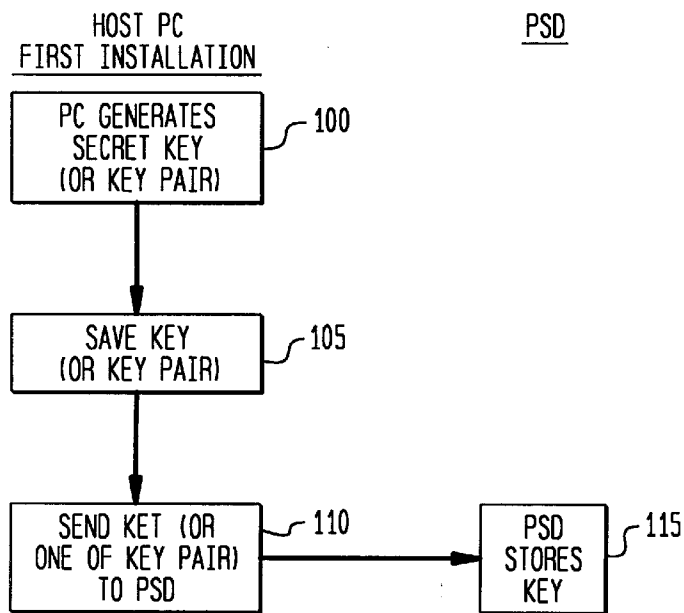 HOST PC
FIRST INSTALLATION
PSD
PC GENERATES
SECRET KEY
(OR KEY PAIR)
100
SAVE KEY
(OR KEY PAIR)
105
SEND KET (OR
ONE OF KEY PAIR)
TO PSD
110
PSD
STORES
KEY
115